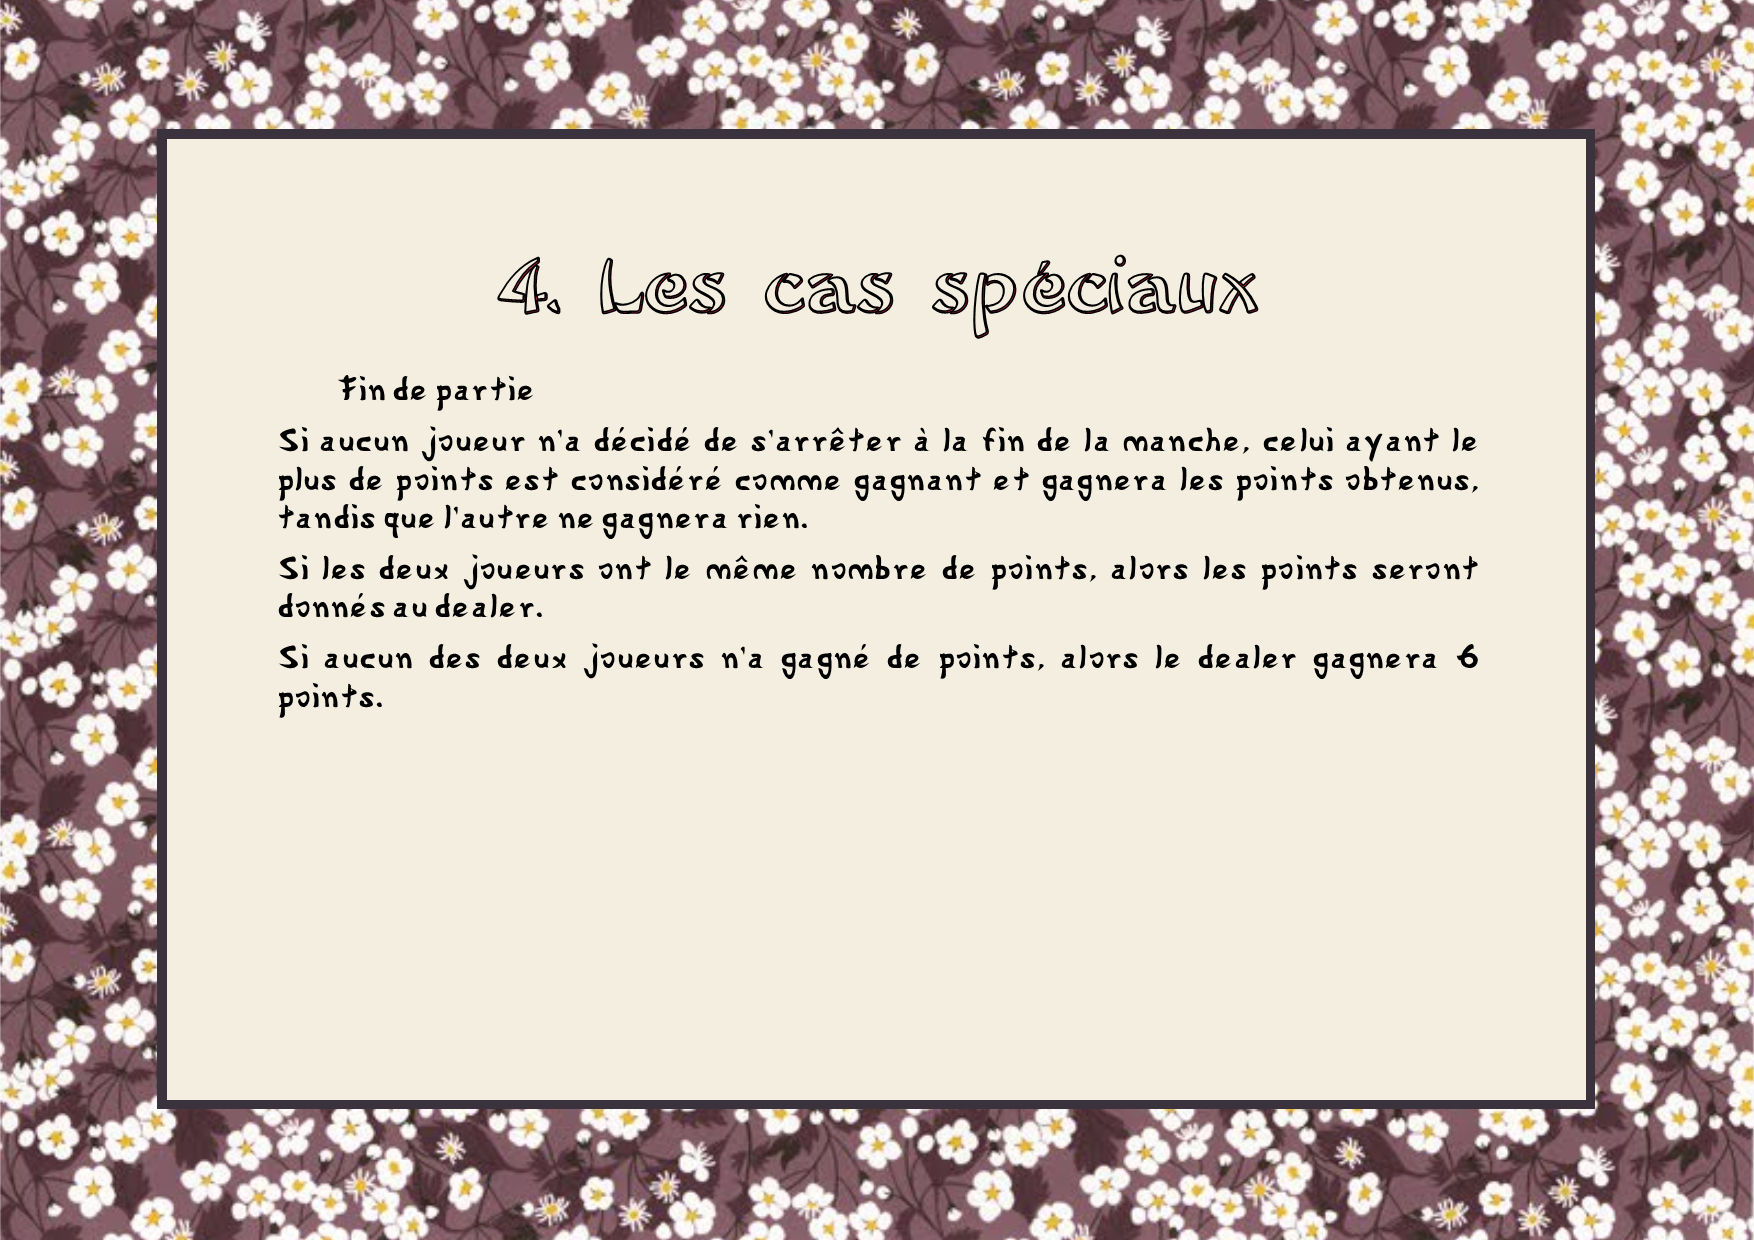 4. Les cas spéciaux
Fin de partie
Si aucun joueur n'a décidé de s'arrêter à la fin de la manche, celui ayant le
plus de points est considéré comme gagnant et gagnera les points obtenus,
tandis que l'autre ne gagnera rien.
Si les deux joueurs ont le même nombre de points, alors les points seront
donnés au dealer.
Si aucun des deux joueurs n'a gagné de points, alors le dealer gagnera 6
points.